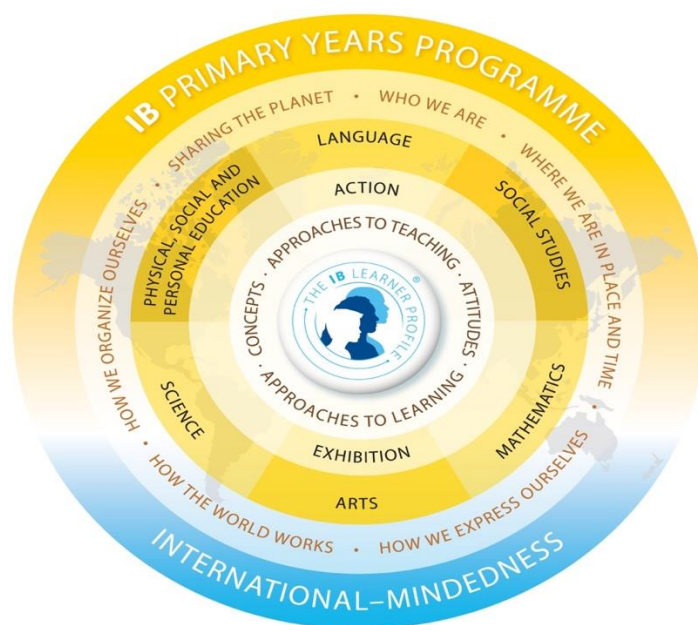 IB PRIMARY YEARS PROGRAMME
SHARING THE PLANET • WHO WE ARE • WHERE WE ARE IN PLACE AND TIME •
HOW WE ORGANIZE OURSELVES •
HOW THE WORLD WORKS • HOW WE EXPRESS OURSELVES
LANGUAGE
SOCIAL STUDIES
MATHEMATICS
ARTS
SCIENCE
PHYSICAL, SOCIAL AND
PERSONAL EDUCATION
ACTION
EXHIBITION
· APPROACHES TO TEACHING ·
ATTITUDES ·
APPROACHES TO LEARNING ·
CONCEPTS
THE IB LEARNER PROFILE ®
INTERNATIONAL–MINDEDNESS